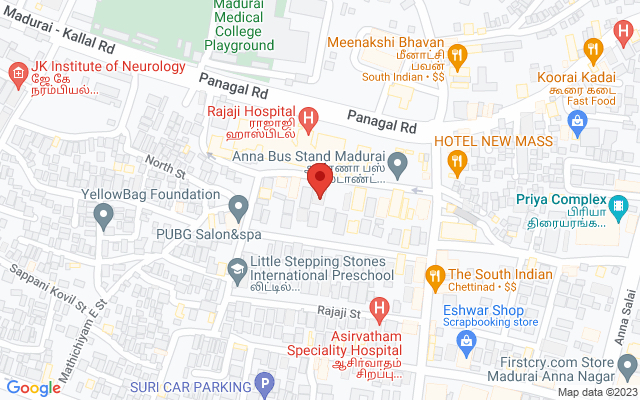 Madurai
Medical
College
Playground
Madurai - Kallal Rd
JK Institute of Neurology
ஜே கே
நரம்பியல்...
Panagal Rd
Meenakshi Bhavan
மீனாட்சி
பவன்
South Indian • $$
Koorai Kadai
கூரை கடை
Fast Food
Rajaji Hospital
ராஜாஜி
ஹாஸ்பிடல்
Panagal Rd
HOTEL NEW MASS
North St
Anna Bus Stand Madurai
பஸ்
YellowBag Foundation
PUBG Salon&spa
Priya Complex
பிரியா
திரையரங்க...
Little Stepping Stones
International Preschool
லிட்டில்...
The South Indian
Chettinad • $$
Sappani Kovil St
Mathichiyam E St
Rajaji St
Eshwar Shop
Scrapbooking store
Anna Salai
Asirvatham
Speciality Hospital
ஆசிர்வாதம்
சிறப்பு...
Firstcry.com Store
Madurai Anna Nagar
SURI CAR PARKING
Google
Map data ©2023